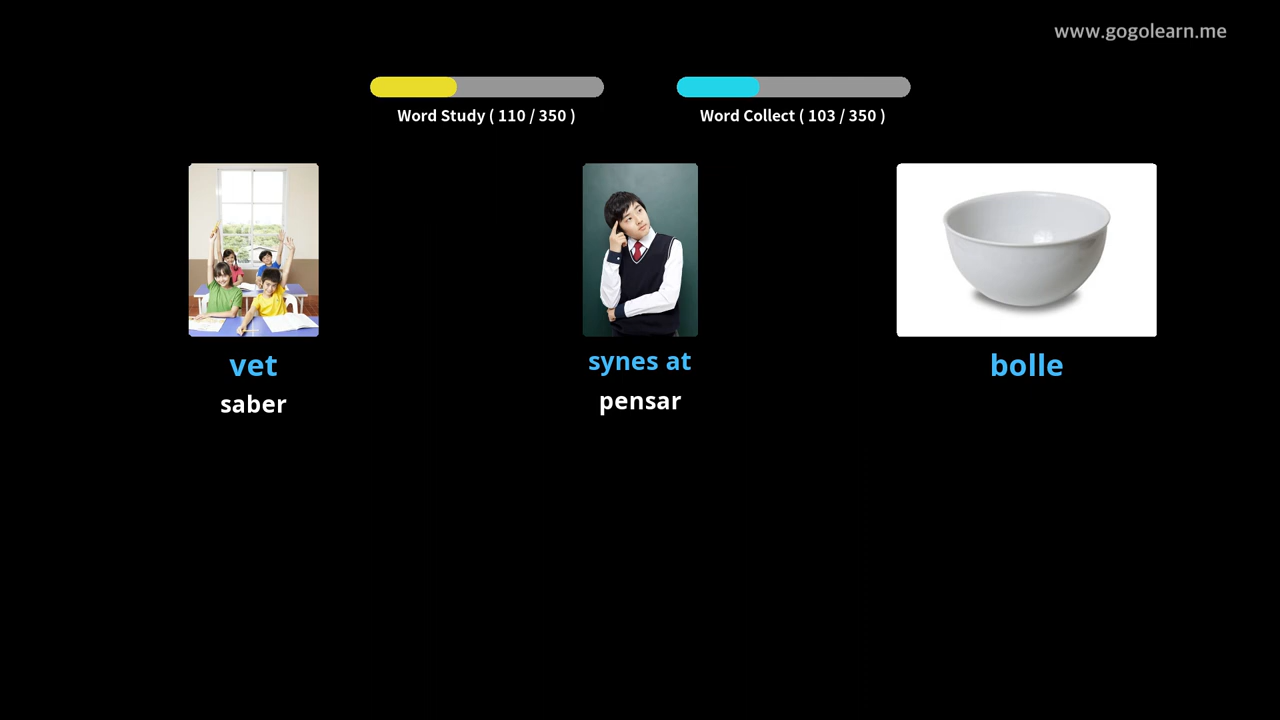 www.gogolearn.me
Word Study ( 110 / 350 )
Word Collect ( 103 / 350 )
vet
synes at
bolle
saber
pensar